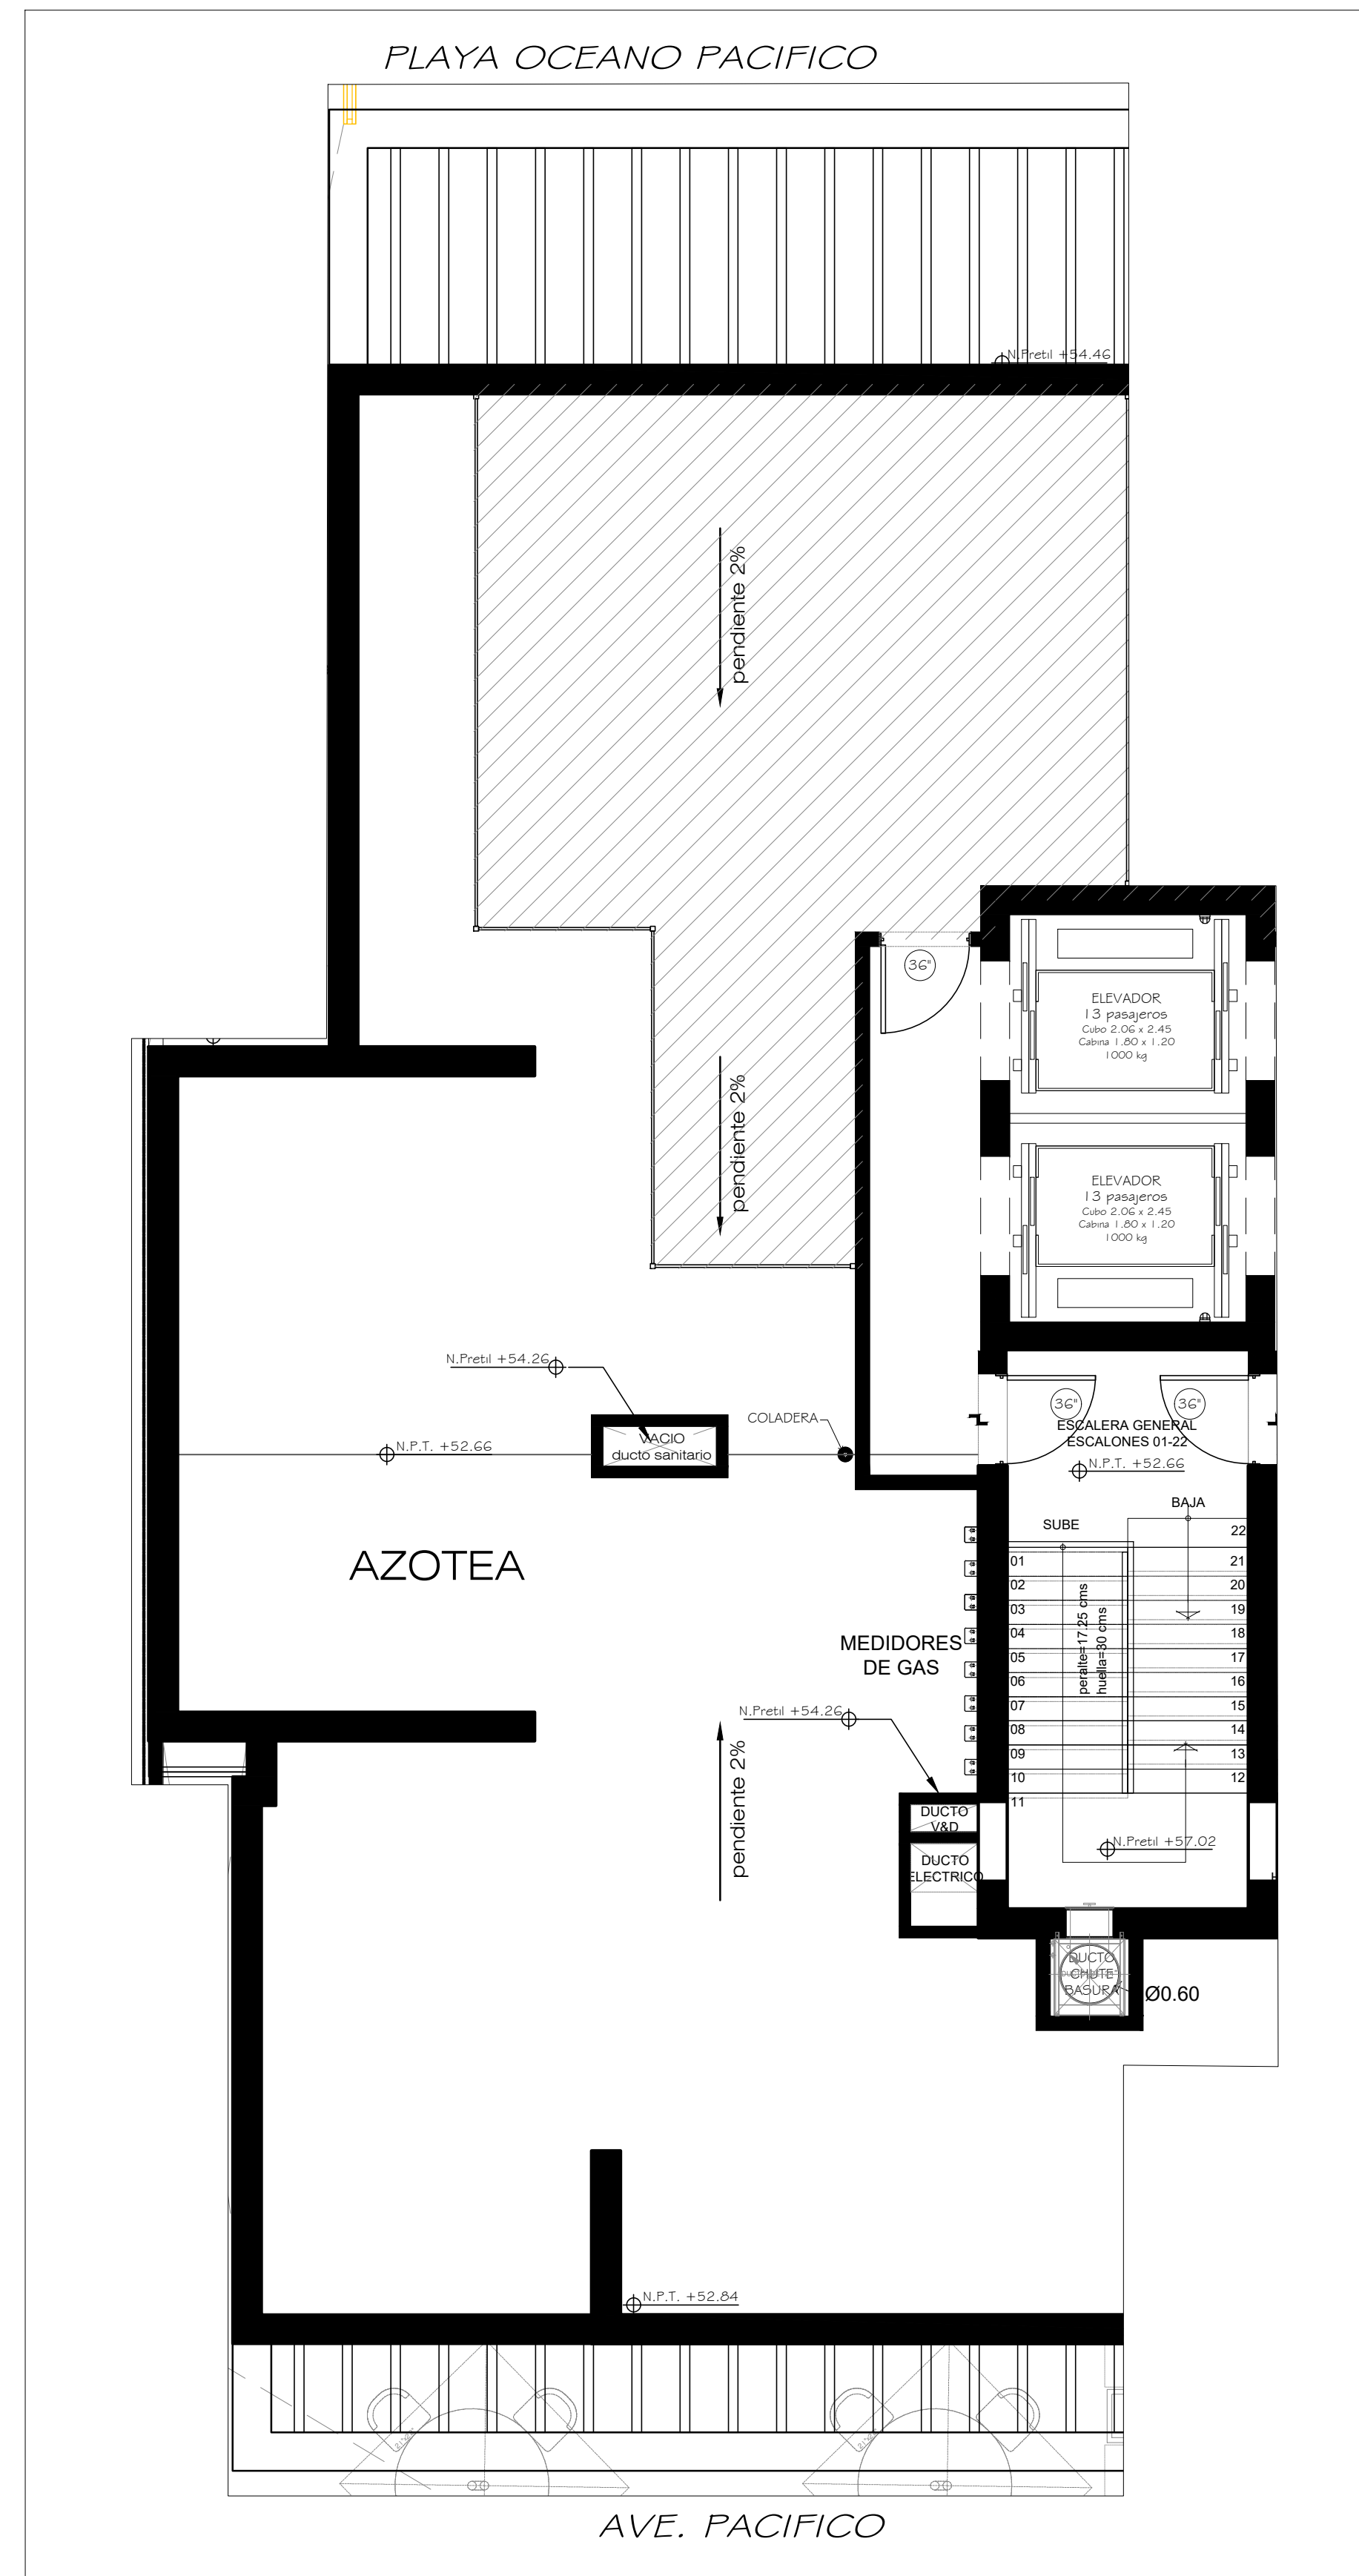 PLAYA OCEANO PACIFICO
N.Pretil +54.46
pendiente 2%
36"
ELEVADOR
13 pasajeros
Cubo 2.06 x 2.45
Cabina 1.80 x 1.20
1000 kg
pendiente 2%
ELEVADOR
13 pasajeros
Cubo 2.06 x 2.45
Cabina 1.80 x 1.20
1000 kg
N.Pretil +54.26
36"
36"
COLADERA
ESCALERA GENERAL
ESCALONES 01-22
VACIO
ducto sanitario
N.P.T. +52.66
N.P.T. +52.66
BAJA
SUBE
22
01
21
02
20
03
19
04
18
05
17
06
16
07
15
08
14
09
13
10
12
11
peralte=17.25 cms
huella=30 cms
AZOTEA
MEDIDORES
DE GAS
N.Pretil +54.26
pendiente 2%
DUCTO
V&D
DUCTO
ELECTRICO
N.Pretil +57.02
DUCTO
CHUTE
BASURA
Ø0.60
N.P.T. +52.84
AVE. PACIFICO